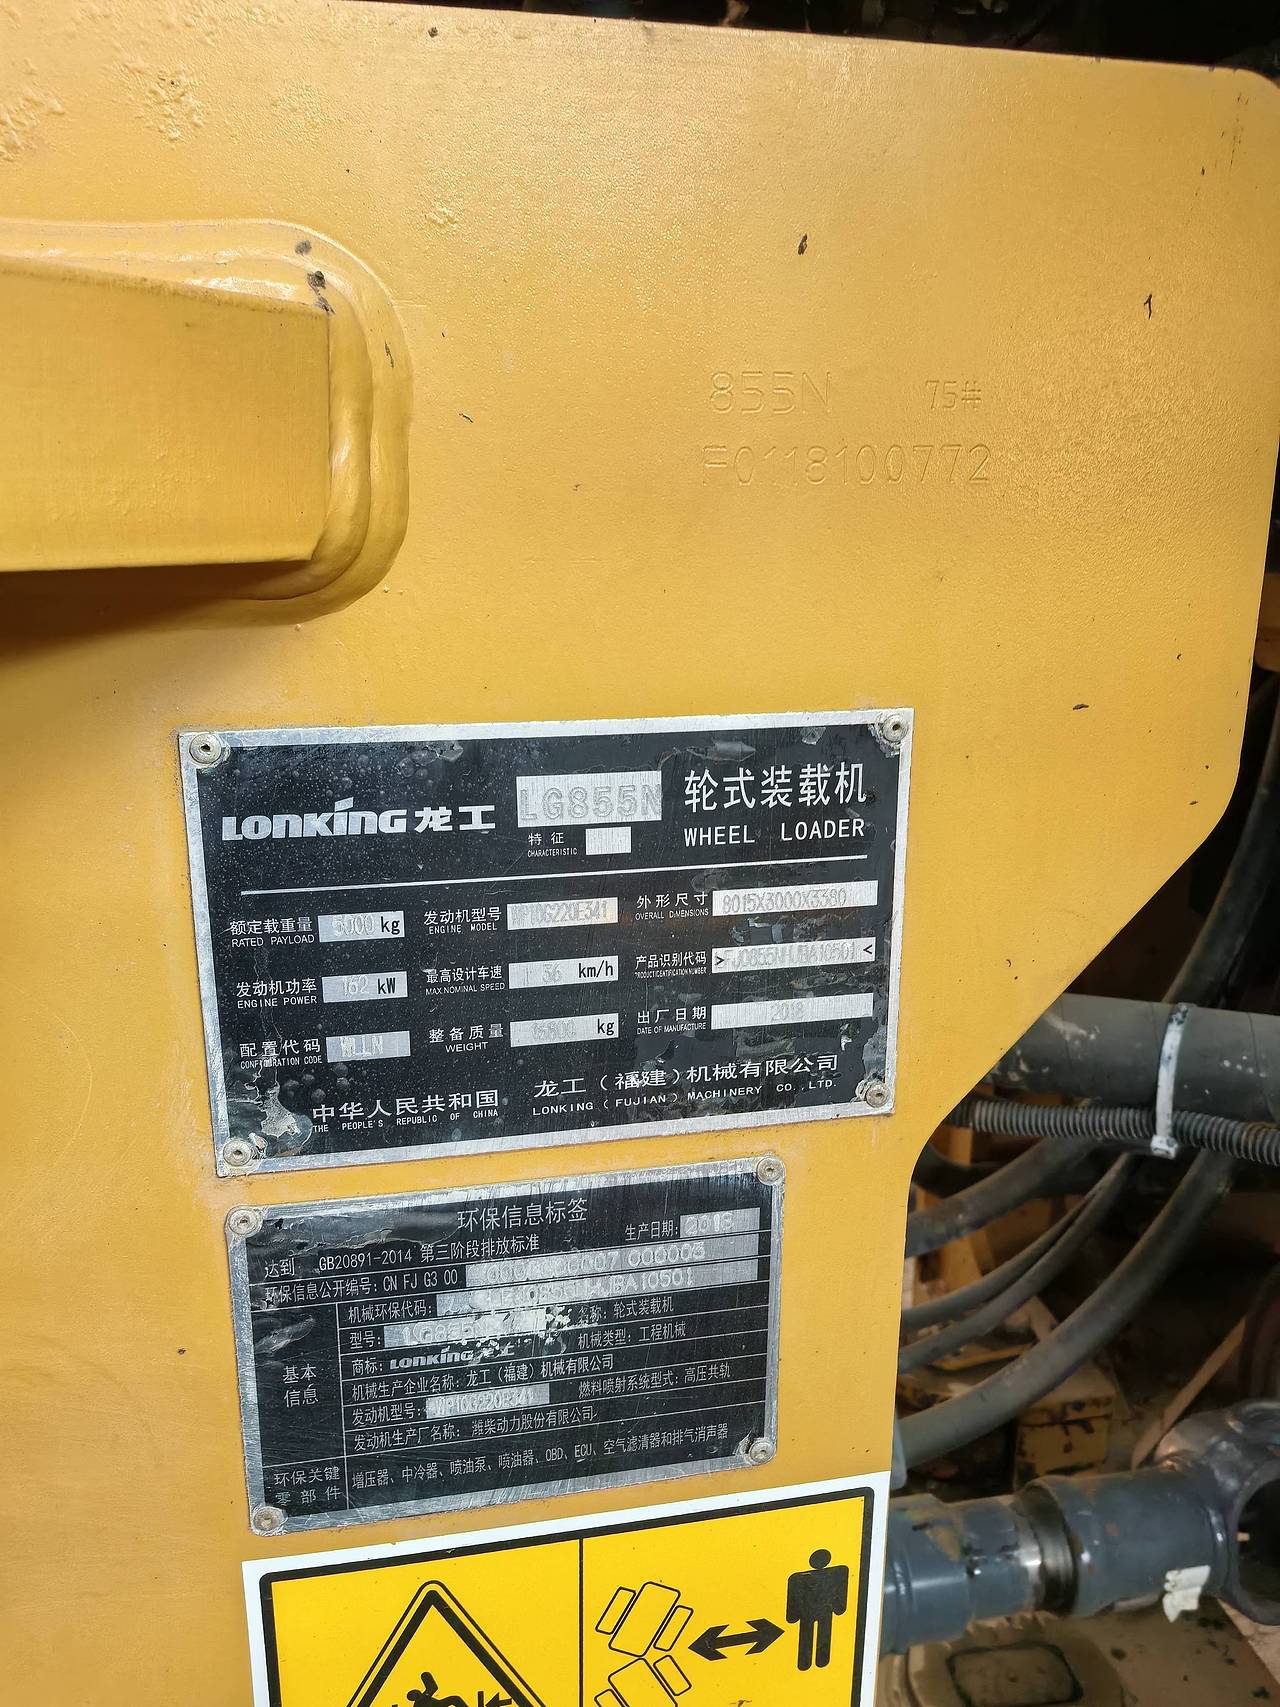 855N 75#
F0118100772
LONKING 龙工 LG855N 轮式装载机
特征
CHARACTERISTIC
WHEEL LOADER
额定载重量 5000 kg 发动机型号 WP10G220E341 外形尺寸 8015X3000X3380
RATED PAYLOAD ENGINE MODEL OVERALL DIMENSIONS
发动机功率 162 kW 最高设计车速 36 km/h 产品识别代码 > <
ENGINE POWER MAX.NOMINAL SPEED PRODUCT IDENTIFICATION NUMBER
配置代码 整备质量 kg 出厂日期 2018
CONFIGURATION CODE WEIGHT DATE OF MANUFACTURE
中华人民共和国 龙工（福建）机械有限公司
THE PEOPLE'S REPUBLIC OF CHINA LONKING (FUJIAN) MACHINERY CO.,LTD.
环保信息标签
生产日期:
达到 GB20891-2014 第三阶段排放标准
环保信息公开编号: CN FJ G3 00 000003
机械环保代码:
型号: 名称: 轮式装载机
商标: LONKING 龙工 机械类型: 工程机械
基本
信息
机械生产企业名称: 龙工（福建）机械有限公司
发动机型号: WP10G220E341 燃料喷射系统型式: 高压共轨
发动机生产厂名称: 潍柴动力股份有限公司
环保关键
零部件
增压器、中冷器、喷油泵、喷油器、OBD、ECU、空气滤清器和排气消声器